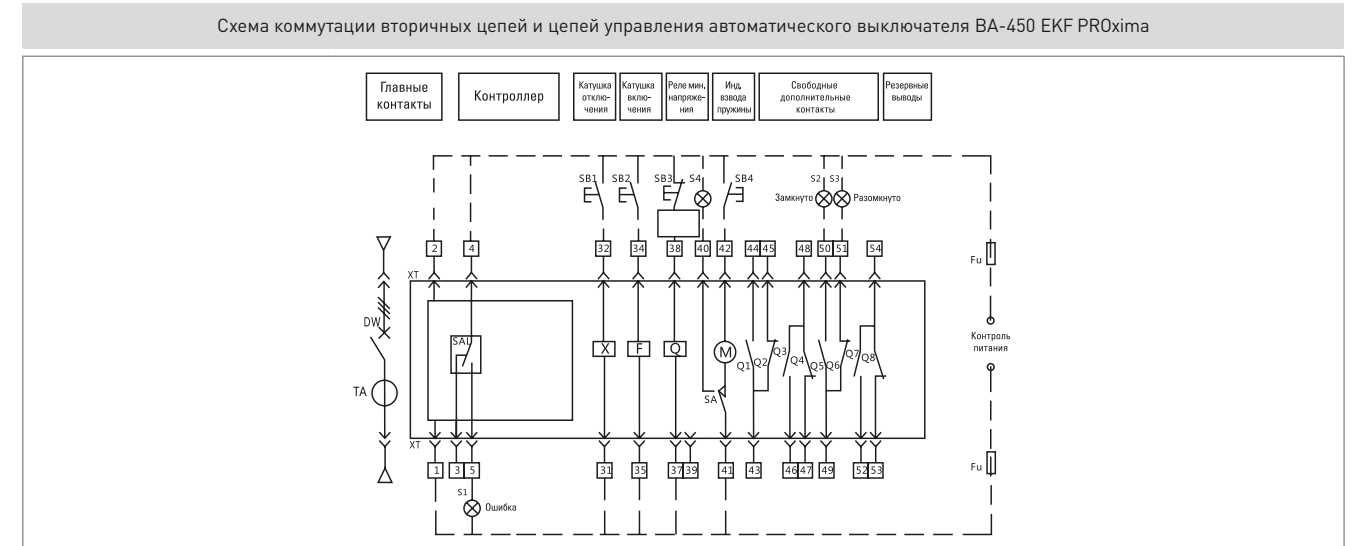 Схема коммутации вторичных цепей и цепей управления автоматического выключателя ВА-450 EKF PROxima
Главные
контакты
Контроллер
Катушка
отклю-
чения
Катушка
вклю-
чения
Реле мин.
напряже-
ния
Инд.
взвода
пружины
Свободные
дополнительные
контакты
Резервные
выводы
SB1 SB2 SB3 S4 SB4 S2 S3
Замкнуто Разомкнуто
2 4 32 34 38 40 42 44 45 48 50 51 54
Fu
XT
DW
SAL
X F Q M
Q1 Q2 Q3 Q4 Q5 Q6 Q7 Q8
Контроль
питания
TA
SA
XT
1 3 5 31 35 37 39 41 43 46 47 49 52 53
Fu
S1
Ошибка